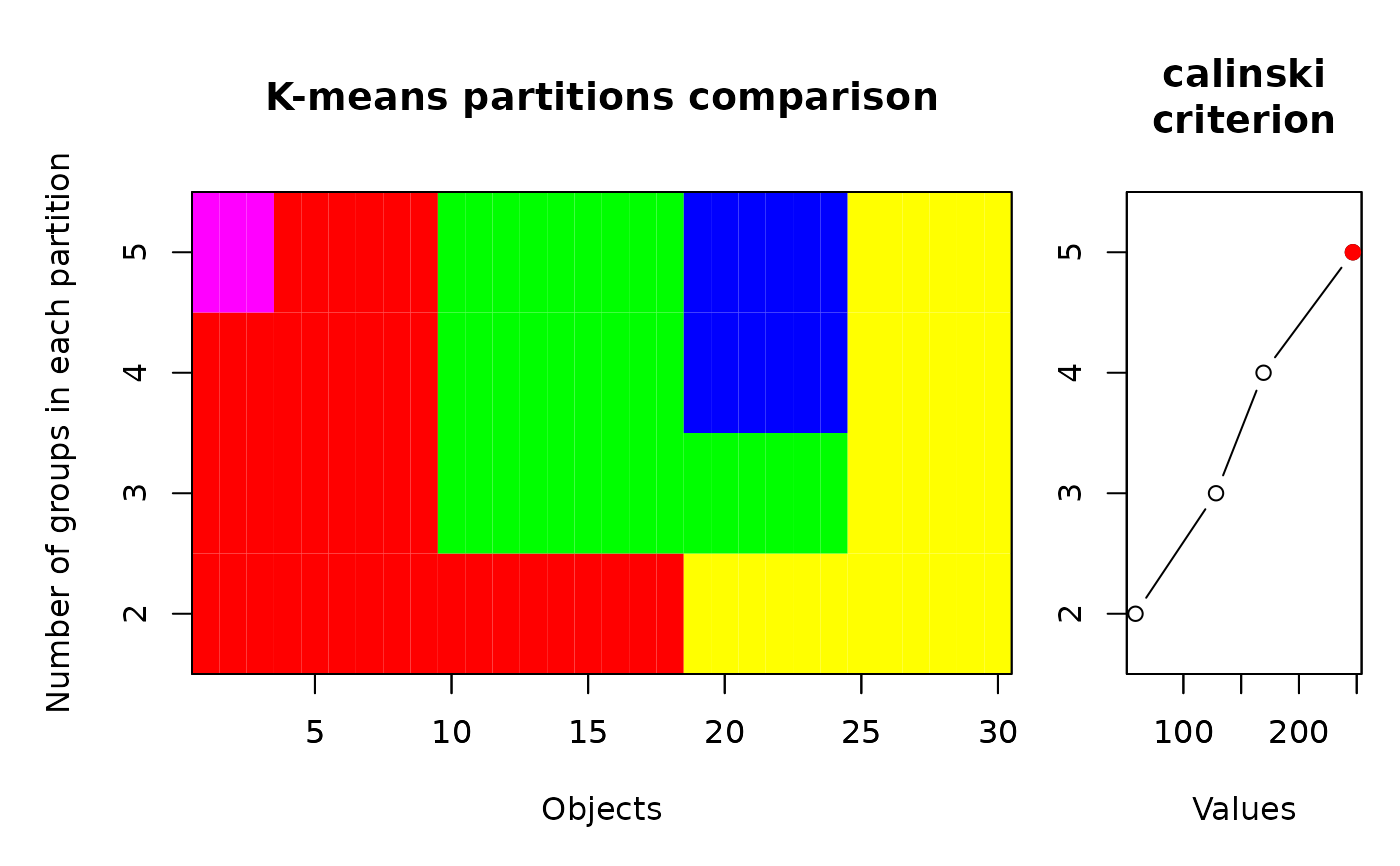 K-means partitions comparison
calinski
criterion
Number of groups in each partition
5
4
3
2
5 10 15 20 25 30
Objects
5
4
3
2
100 200
Values